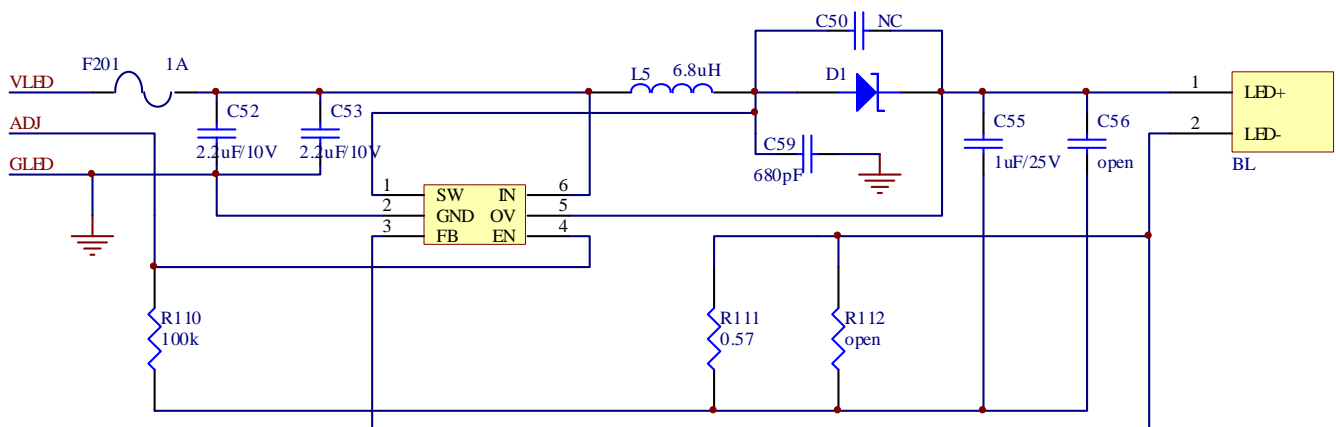 C50 NC
F201 1A
L5 6.8uH D1
VLED
1 LED+
ADJ
C52 C53
2.2uF/10V 2.2uF/10V
C59
680pF
C55 C56
1uF/25V open
2 LED-
BL
GLED
1 SW IN 6
2 GND OV 5
3 FB EN 4
R110
100k
R111
0.57
R112
open